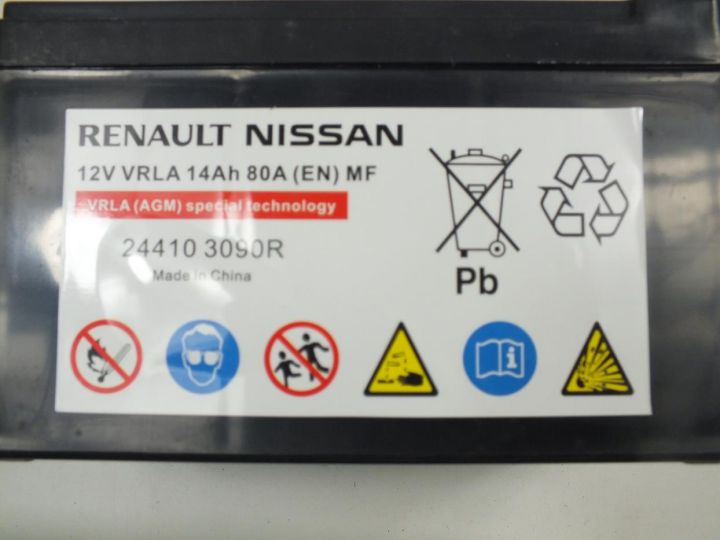 RENAULT NISSAN
12V VRLA 14Ah 80A (EN) MF
VRLA (AGM) special technology
24410 3090R
Made in China
Pb